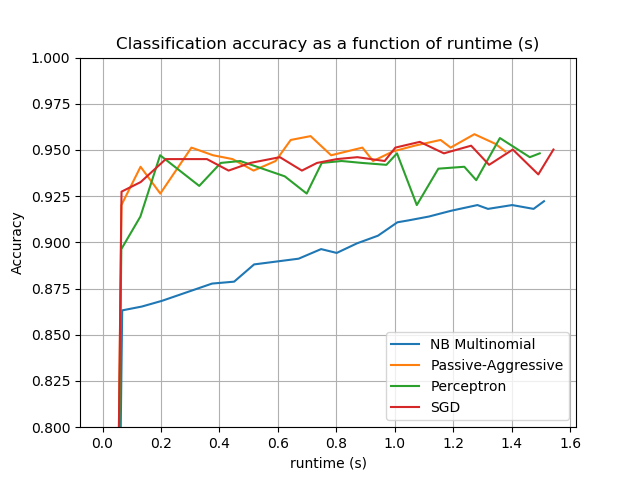 Classification accuracy as a function of runtime (s)
1.000
0.975
0.950
0.925
0.900
0.875
0.850
0.825
0.800
Accuracy
NB Multinomial
Passive-Aggressive
Perceptron
SGD
0.0 0.2 0.4 0.6 0.8 1.0 1.2 1.4 1.6
runtime (s)